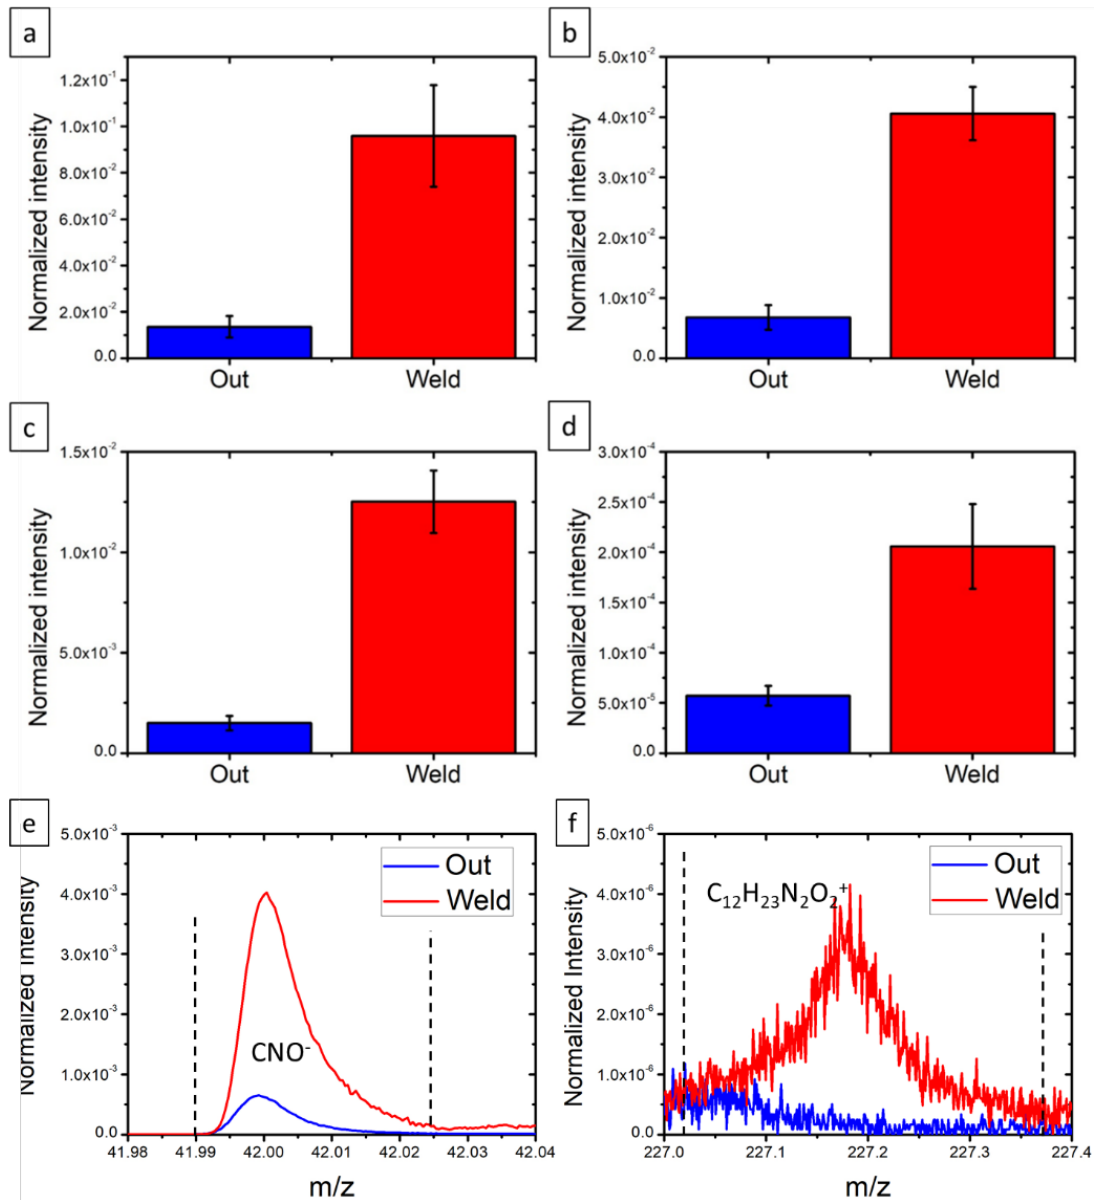 a
Normalized intensity
1.2x10⁻¹
1.0x10⁻¹
8.0x10⁻²
6.0x10⁻²
4.0x10⁻²
2.0x10⁻²
0.0
Out Weld
b
Normalized intensity
5.0x10⁻²
4.0x10⁻²
3.0x10⁻²
2.0x10⁻²
1.0x10⁻²
0.0
Out Weld
c
Normalized intensity
1.5x10⁻²
1.0x10⁻²
5.0x10⁻³
0.0
Out Weld
d
Normalized intensity
3.0x10⁻⁴
2.5x10⁻⁴
2.0x10⁻⁴
1.5x10⁻⁴
1.0x10⁻⁴
5.0x10⁻⁵
0.0
Out Weld
e
Normalized Intensity
5.0x10⁻³
4.0x10⁻³
3.0x10⁻³
2.0x10⁻³
1.0x10⁻³
0.0
Out
Weld
CNO⁻
41.98 41.99 42.00 42.01 42.02 42.03 42.04
m/z
f
Normalized Intensity
5.0x10⁻⁶
4.0x10⁻⁶
3.0x10⁻⁶
2.0x10⁻⁶
1.0x10⁻⁶
0.0
Out
Weld
C₁₂H₂₃N₂O₂⁺
227.0 227.1 227.2 227.3 227.4
m/z